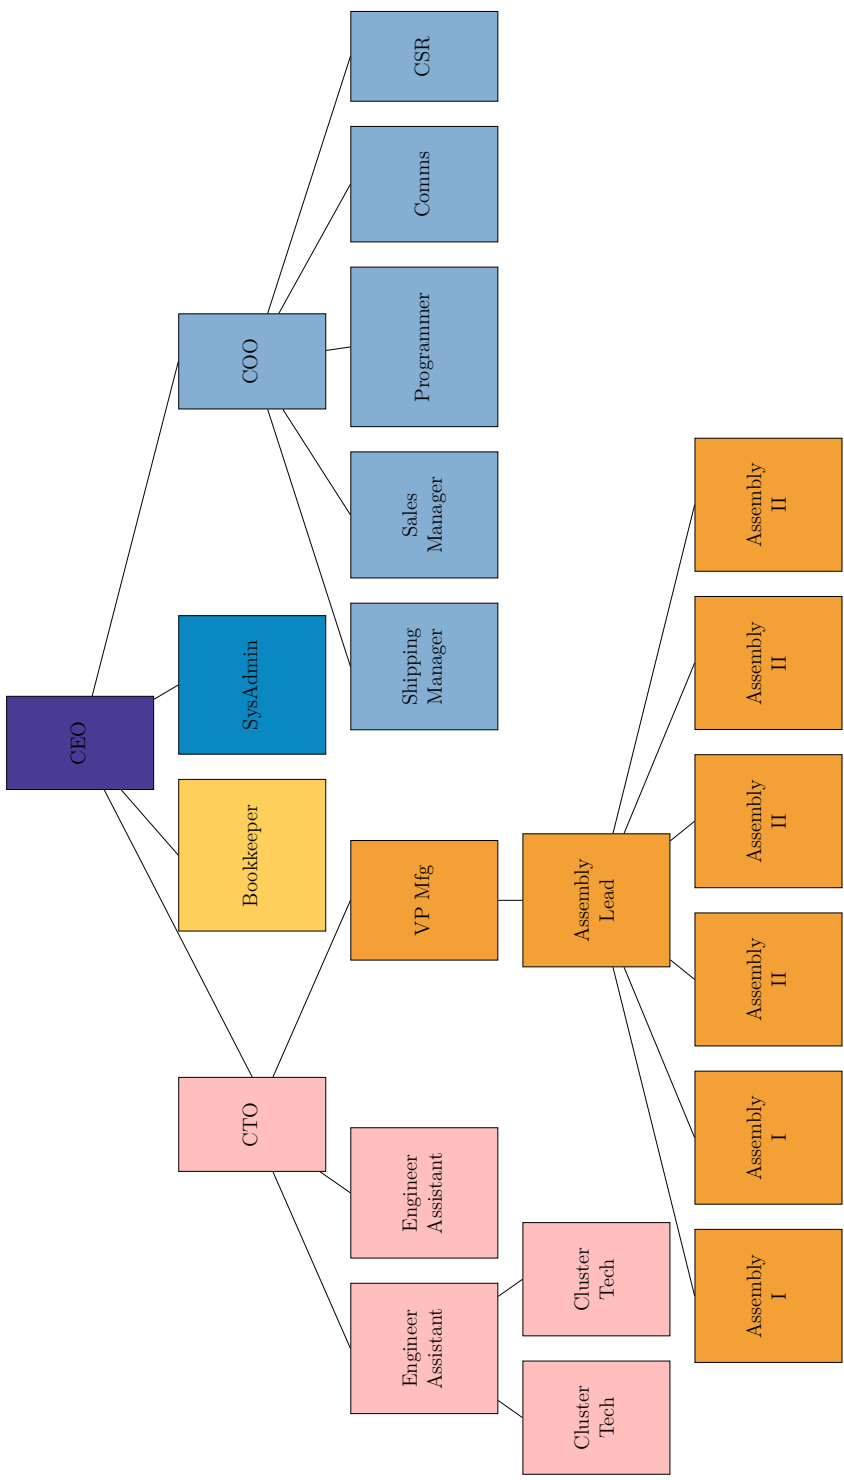 CEO
CTO
Bookkeeper
SysAdmin
COO
Engineer
Assistant
Engineer
Assistant
VP Mfg
Shipping
Manager
Sales
Manager
Programmer
Comms
CSR
Cluster
Tech
Cluster
Tech
Assembly
Lead
Assembly
I
Assembly
I
Assembly
II
Assembly
II
Assembly
II
Assembly
II